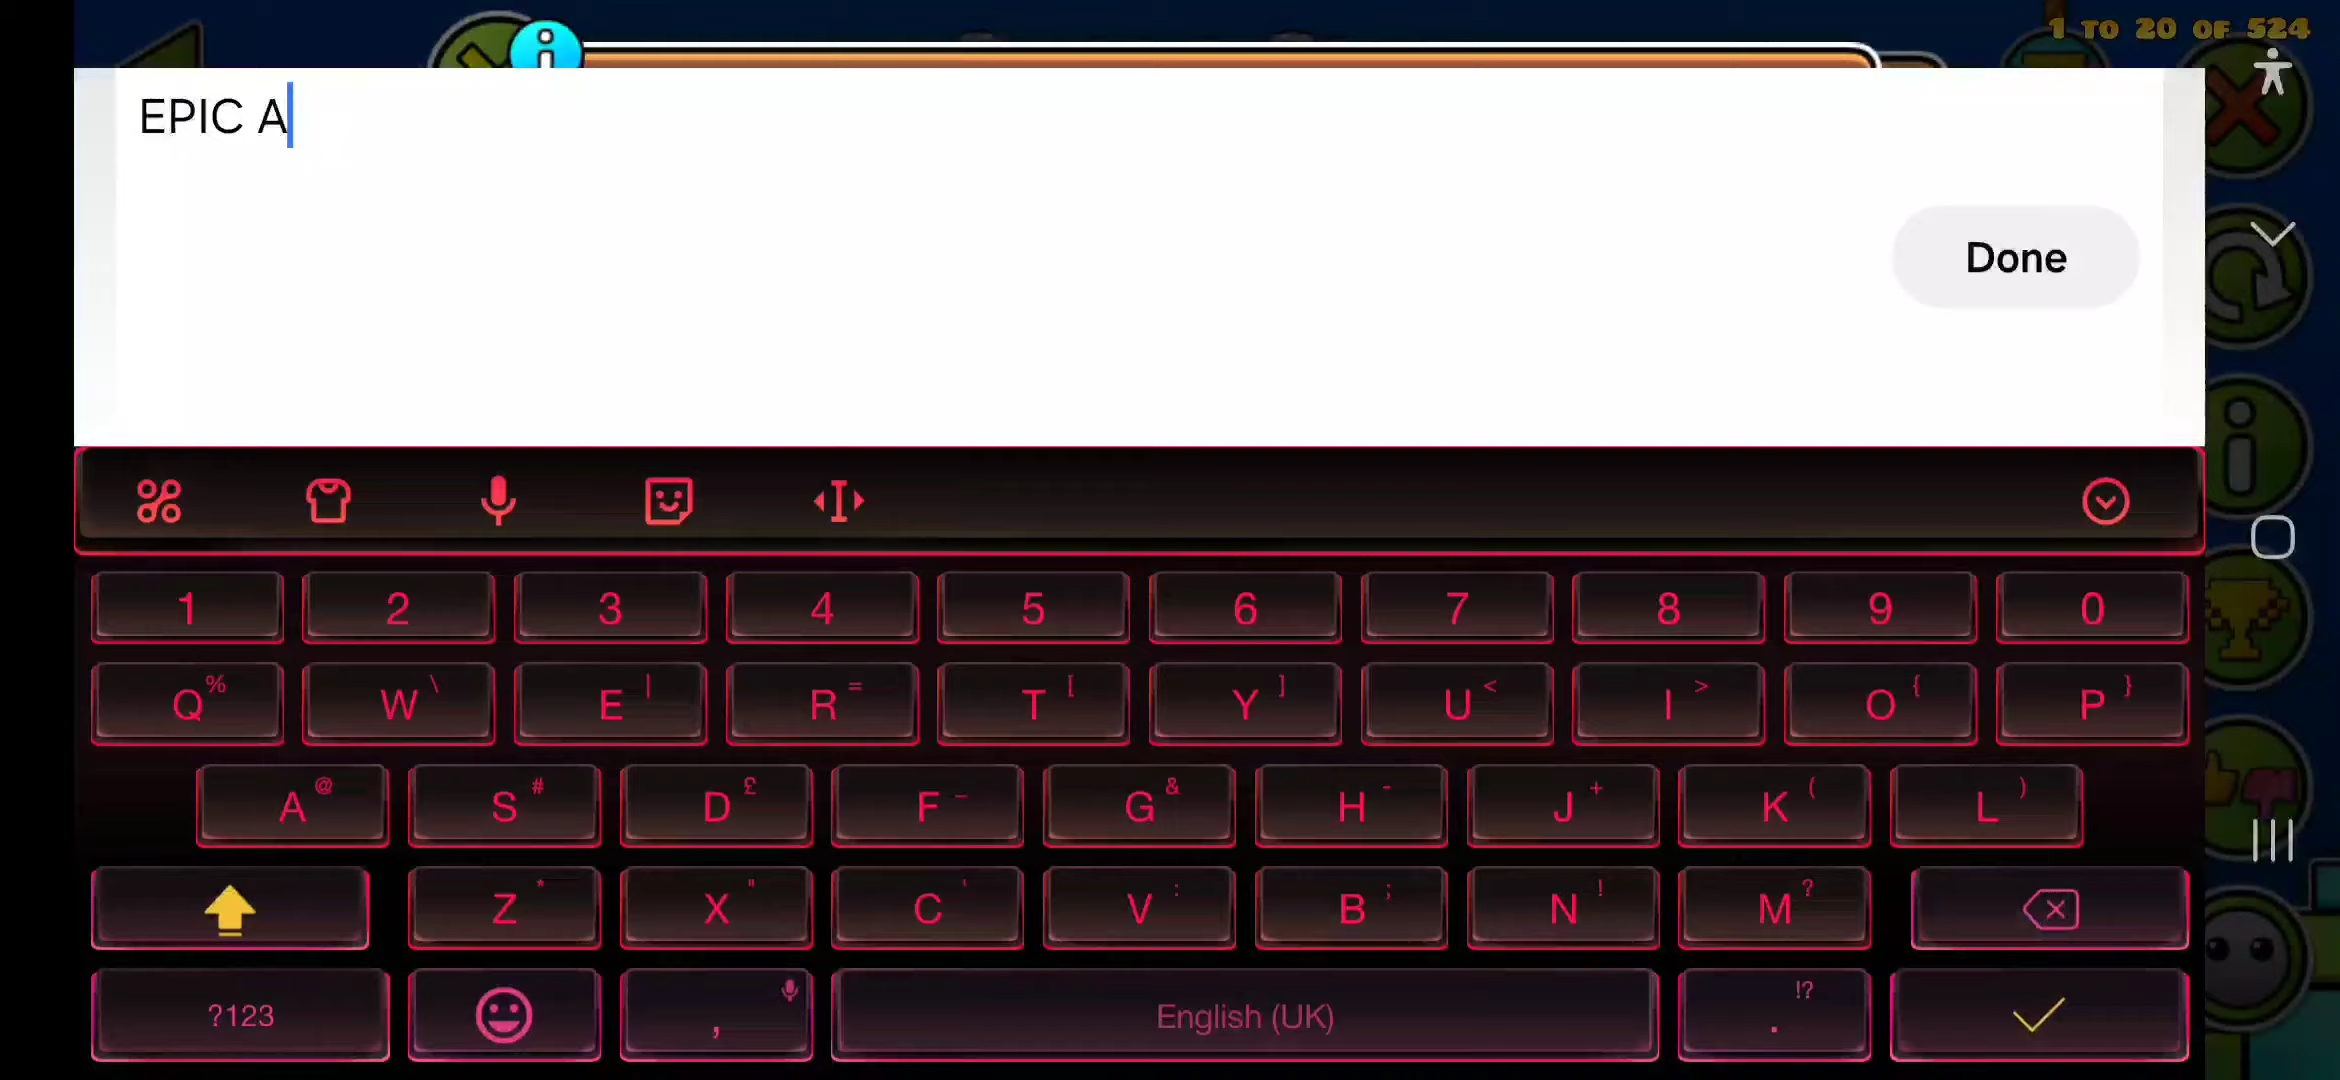 1 TO 20 OF 524
EPIC A
Done
1 2 3 4 5 6 7 8 9 0
Q % W \ E | R = T [ Y ] U < I > O { P }
A @ S # D £ F _ G & H - J + K ( L )
Z * X " C ' V : B ; N ! M ?
?123 , English (UK) . !?